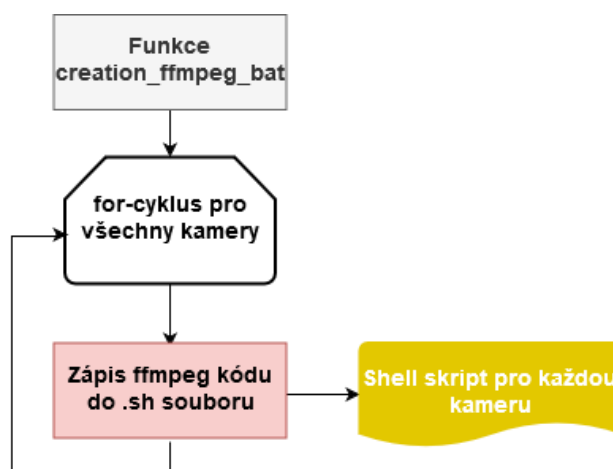 Funkce
creation_ffmpeg_bat
for-cyklus pro
všechny kamery
Zápis ffmpeg kódu
do .sh souboru
Shell skript pro každou
kameru